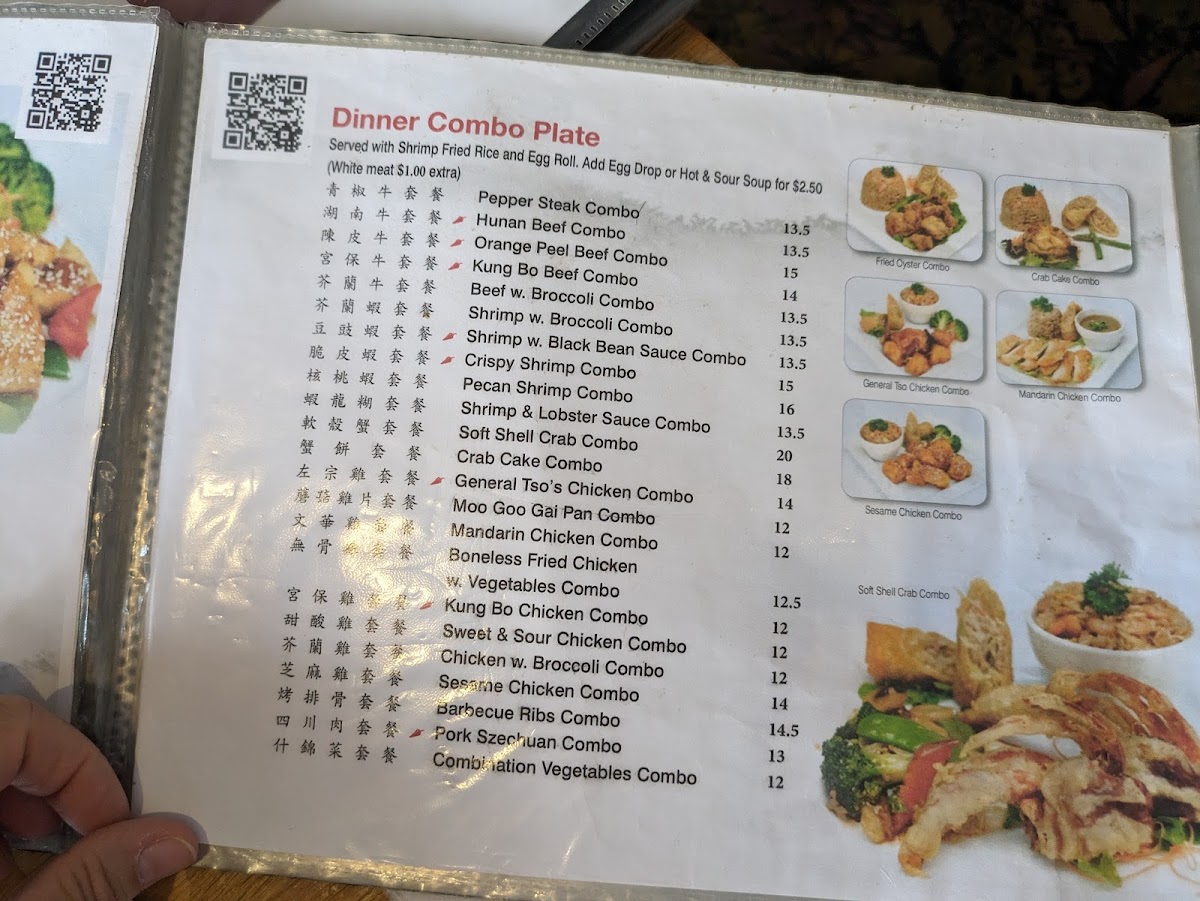 Dinner Combo Plate
Served with Shrimp Fried Rice and Egg Roll. Add Egg Drop or Hot & Sour Soup for $2.50
(White meat $1.00 extra)
青椒牛套餐 Pepper Steak Combo 13.5
湖南牛套餐 Hunan Beef Combo 13.5
陳皮牛套餐 Orange Peel Beef Combo 15
宮保牛套餐 Kung Bo Beef Combo 14
芥蘭牛套餐 Beef w. Broccoli Combo 13.5
芥蘭蝦套餐 Shrimp w. Broccoli Combo 13.5
豆豉蝦套餐 Shrimp w. Black Bean Sauce Combo 13.5
脆皮蝦套餐 Crispy Shrimp Combo 15
核桃蝦套餐 Pecan Shrimp Combo 16
蝦龍糊套餐 Shrimp & Lobster Sauce Combo 13.5
軟殼蟹套餐 Soft Shell Crab Combo 20
蟹餅套餐 Crab Cake Combo 18
左宗雞套餐 General Tso's Chicken Combo 14
蘑菇雞片套餐 Moo Goo Gai Pan Combo 12
文華雞套餐 Mandarin Chicken Combo 12
無骨雞套餐 Boneless Fried Chicken
w. Vegetables Combo 12.5
宮保雞套餐 Kung Bo Chicken Combo 12
甜酸雞套餐 Sweet & Sour Chicken Combo 12
芥蘭雞套餐 Chicken w. Broccoli Combo 12
芝麻雞套餐 Sesame Chicken Combo 14
烤排骨套餐 Barbecue Ribs Combo 14.5
四川肉套餐 Pork Szechuan Combo 13
什錦菜套餐 Combination Vegetables Combo 12
Fried Oyster Combo
Crab Cake Combo
General Tso Chicken Combo
Mandarin Chicken Combo
Sesame Chicken Combo
Soft Shell Crab Combo